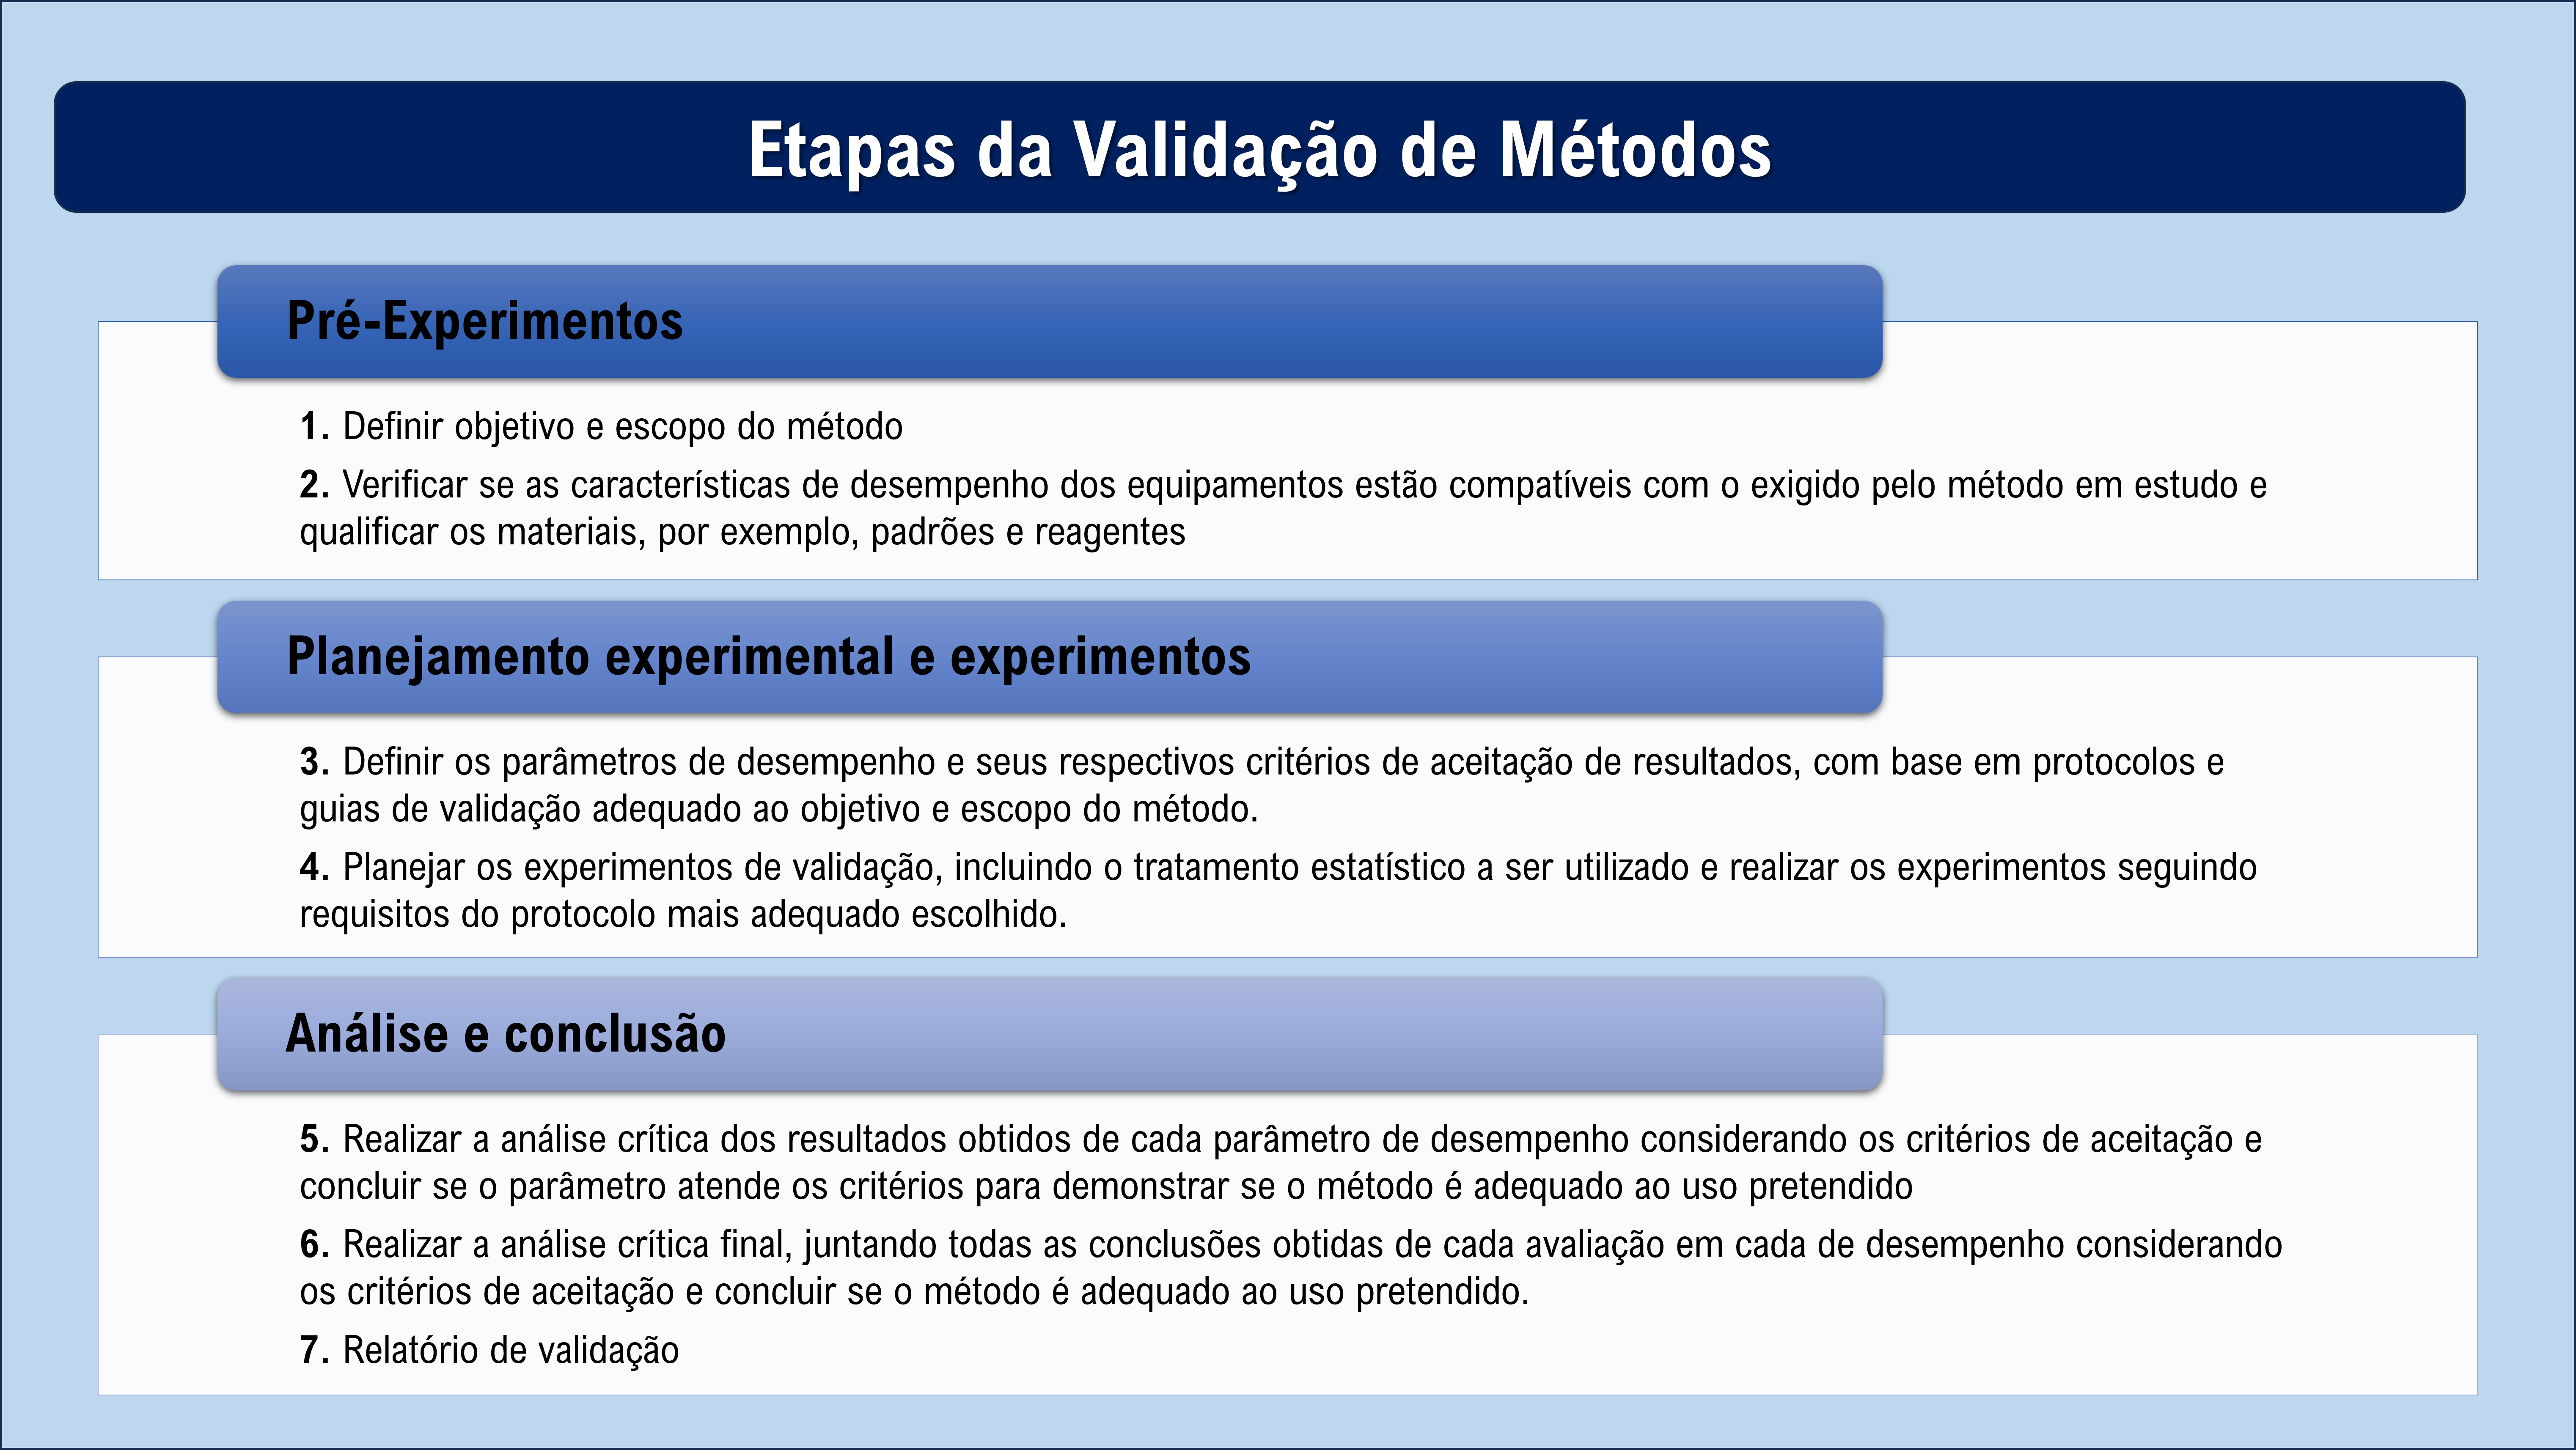 Etapas da Validação de Métodos
Pré-Experimentos
1. Definir objetivo e escopo do método
2. Verificar se as características de desempenho dos equipamentos estão compatíveis com o exigido pelo método em estudo e
qualificar os materiais, por exemplo, padrões e reagentes
Planejamento experimental e experimentos
3. Definir os parâmetros de desempenho e seus respectivos critérios de aceitação de resultados, com base em protocolos e
guias de validação adequado ao objetivo e escopo do método.
4. Planejar os experimentos de validação, incluindo o tratamento estatístico a ser utilizado e realizar os experimentos seguindo
requisitos do protocolo mais adequado escolhido.
Análise e conclusão
5. Realizar a análise crítica dos resultados obtidos de cada parâmetro de desempenho considerando os critérios de aceitação e
concluir se o parâmetro atende os critérios para demonstrar se o método é adequado ao uso pretendido
6. Realizar a análise crítica final, juntando todas as conclusões obtidas de cada avaliação em cada de desempenho considerando
os critérios de aceitação e concluir se o método é adequado ao uso pretendido.
7. Relatório de validação